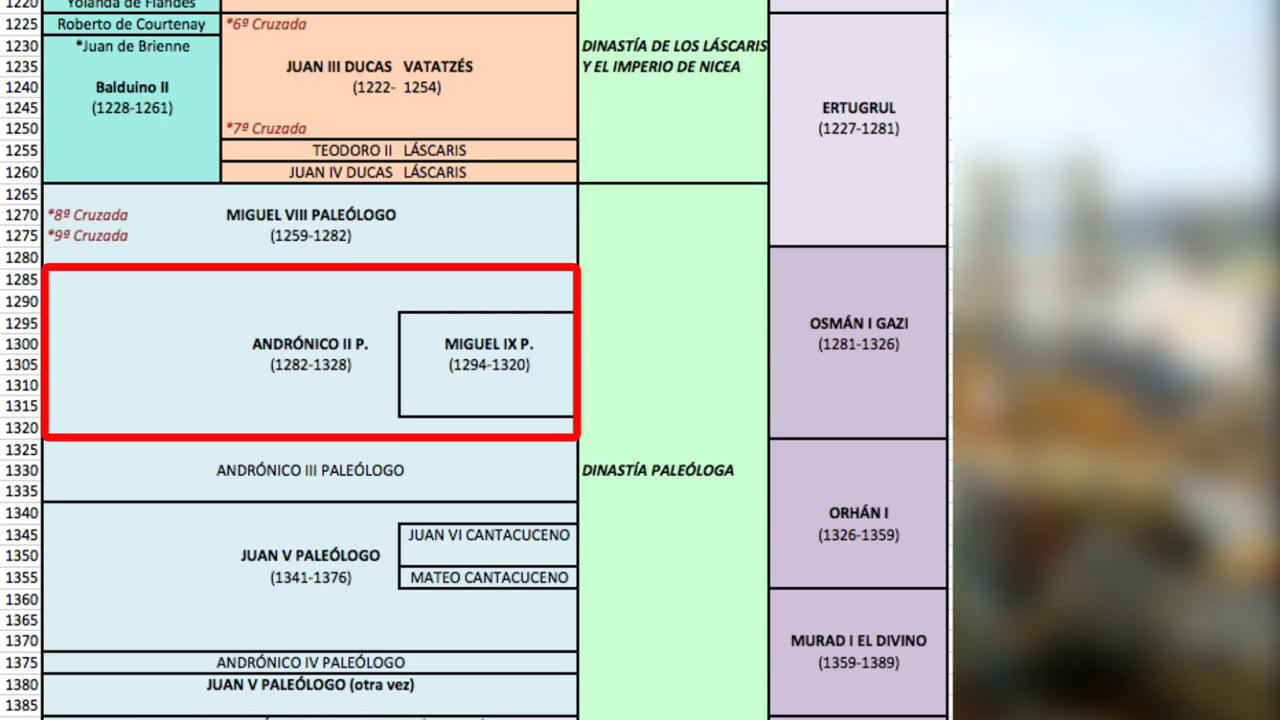 1220
Yolanda de Flandes
1225
Roberto de Courtenay
*6ª Cruzada
1230
*Juan de Brienne
DINASTÍA DE LOS LÁSCARIS
1235
JUAN III DUCAS VATATZÉS
Y EL IMPERIO DE NICEA
1240
Balduino II
(1222- 1254)
1245
(1228-1261)
ERTUGRUL
1250
*7ª Cruzada
(1227-1281)
1255
TEODORO II LÁSCARIS
1260
JUAN IV DUCAS LÁSCARIS
1265
1270
*8ª Cruzada
MIGUEL VIII PALEÓLOGO
1275
*9ª Cruzada
(1259-1282)
1280
1285
1290
1295
OSMÁN I GAZI
1300
ANDRÓNICO II P.
MIGUEL IX P.
(1281-1326)
1305
(1282-1328)
(1294-1320)
1310
1315
1320
1325
1330
ANDRÓNICO III PALEÓLOGO
DINASTÍA PALEÓLOGA
1335
1340
ORHÁN I
1345
JUAN VI CANTACUCENO
(1326-1359)
1350
JUAN V PALEÓLOGO
1355
(1341-1376)
MATEO CANTACUCENO
1360
1365
1370
MURAD I EL DIVINO
1375
ANDRÓNICO IV PALEÓLOGO
(1359-1389)
1380
JUAN V PALEÓLOGO (otra vez)
1385